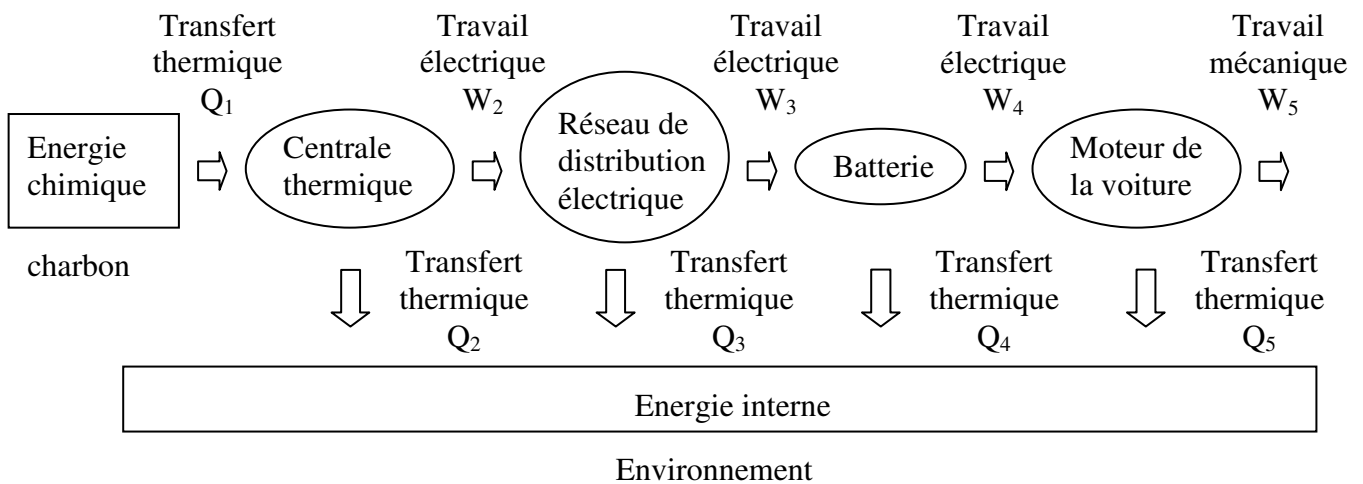 Transfert
thermique
Q₁
Travail
électrique
W₂
Travail
électrique
W₃
Travail
électrique
W₄
Travail
mécanique
W₅
Energie
chimique
charbon
Centrale
thermique
Réseau de
distribution
électrique
Batterie
Moteur de
la voiture
Transfert
thermique
Q₂
Transfert
thermique
Q₃
Transfert
thermique
Q₄
Transfert
thermique
Q₅
Energie interne
Environnement